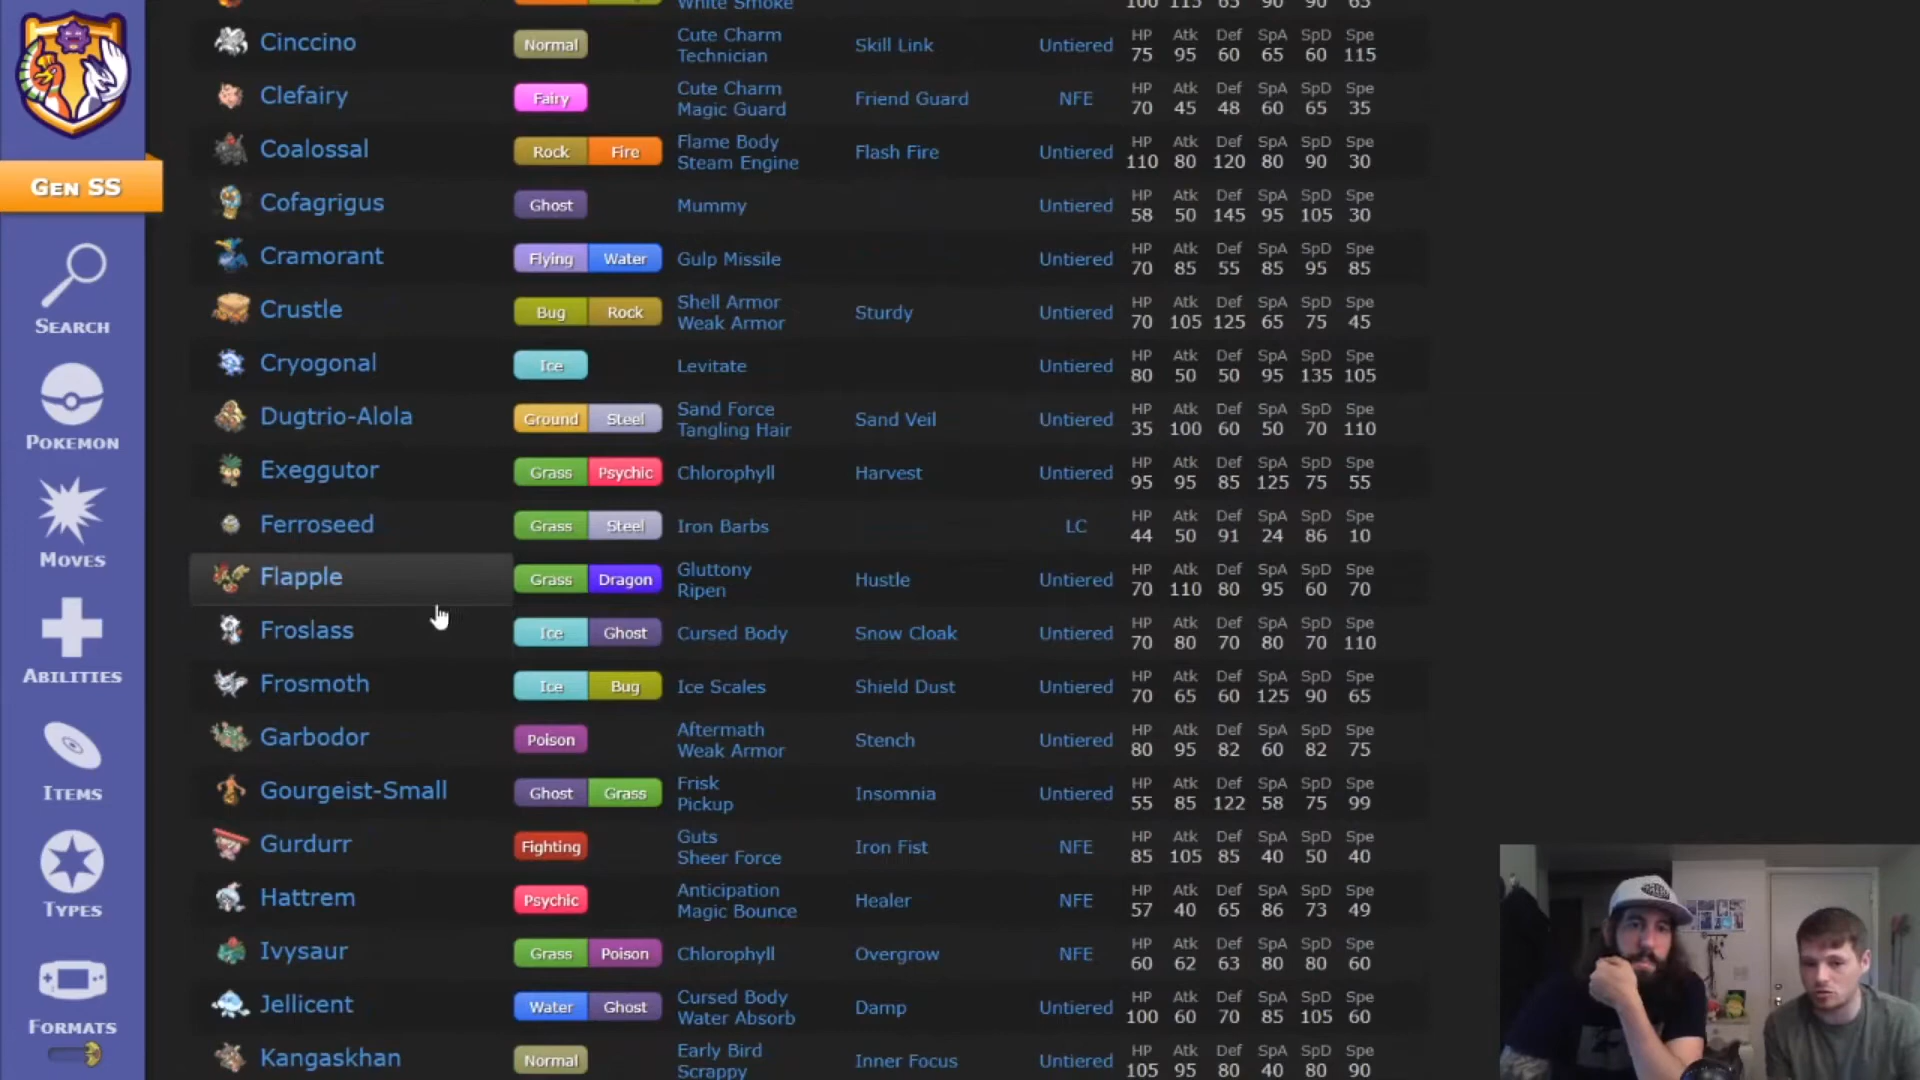 White Smoke
100 115 65 90 90 65
Cinccino Normal Cute Charm Technician Skill Link Untiered HP 75 Atk 95 Def 60 SpA 65 SpD 60 Spe 115
Clefairy Fairy Cute Charm Magic Guard Friend Guard NFE HP 70 Atk 45 Def 48 SpA 60 SpD 65 Spe 35
Coalossal Rock Fire Flame Body Steam Engine Flash Fire Untiered HP 110 Atk 80 Def 120 SpA 80 SpD 90 Spe 30
GEN SS
Cofagrigus Ghost Mummy Untiered HP 58 Atk 50 Def 145 SpA 95 SpD 105 Spe 30
Cramorant Flying Water Gulp Missile Untiered HP 70 Atk 85 Def 55 SpA 85 SpD 95 Spe 85
Crustle Bug Rock Shell Armor Weak Armor Sturdy Untiered HP 70 Atk 105 Def 125 SpA 65 SpD 75 Spe 45
SEARCH
Cryogonal Ice Levitate Untiered HP 80 Atk 50 Def 50 SpA 95 SpD 135 Spe 105
Dugtrio-Alola Ground Steel Sand Force Tangling Hair Sand Veil Untiered HP 35 Atk 100 Def 60 SpA 50 SpD 70 Spe 110
POKEMON
Exeggutor Grass Psychic Chlorophyll Harvest Untiered HP 95 Atk 95 Def 85 SpA 125 SpD 75 Spe 55
Ferroseed Grass Steel Iron Barbs LC HP 44 Atk 50 Def 91 SpA 24 SpD 86 Spe 10
MOVES
Flapple Grass Dragon Gluttony Ripen Hustle Untiered HP 70 Atk 110 Def 80 SpA 95 SpD 60 Spe 70
Froslass Ice Ghost Cursed Body Snow Cloak Untiered HP 70 Atk 80 Def 70 SpA 80 SpD 70 Spe 110
ABILITIES
Frosmoth Ice Bug Ice Scales Shield Dust Untiered HP 70 Atk 65 Def 60 SpA 125 SpD 90 Spe 65
Garbodor Poison Aftermath Weak Armor Stench Untiered HP 80 Atk 95 Def 82 SpA 60 SpD 82 Spe 75
ITEMS
Gourgeist-Small Ghost Grass Frisk Pickup Insomnia Untiered HP 55 Atk 85 Def 122 SpA 58 SpD 75 Spe 99
Gurdurr Fighting Guts Sheer Force Iron Fist NFE HP 85 Atk 105 Def 85 SpA 40 SpD 50 Spe 40
TYPES
Hattrem Psychic Anticipation Magic Bounce Healer NFE HP 57 Atk 40 Def 65 SpA 86 SpD 73 Spe 49
Ivysaur Grass Poison Chlorophyll Overgrow NFE HP 60 Atk 62 Def 63 SpA 80 SpD 80 Spe 60
Jellicent Water Ghost Cursed Body Water Absorb Damp Untiered HP 100 Atk 60 Def 70 SpA 85 SpD 105 Spe 60
FORMATS
Kangaskhan Normal Early Bird Scrappy Inner Focus Untiered HP 105 Atk 95 Def 80 SpA 40 SpD 80 Spe 90